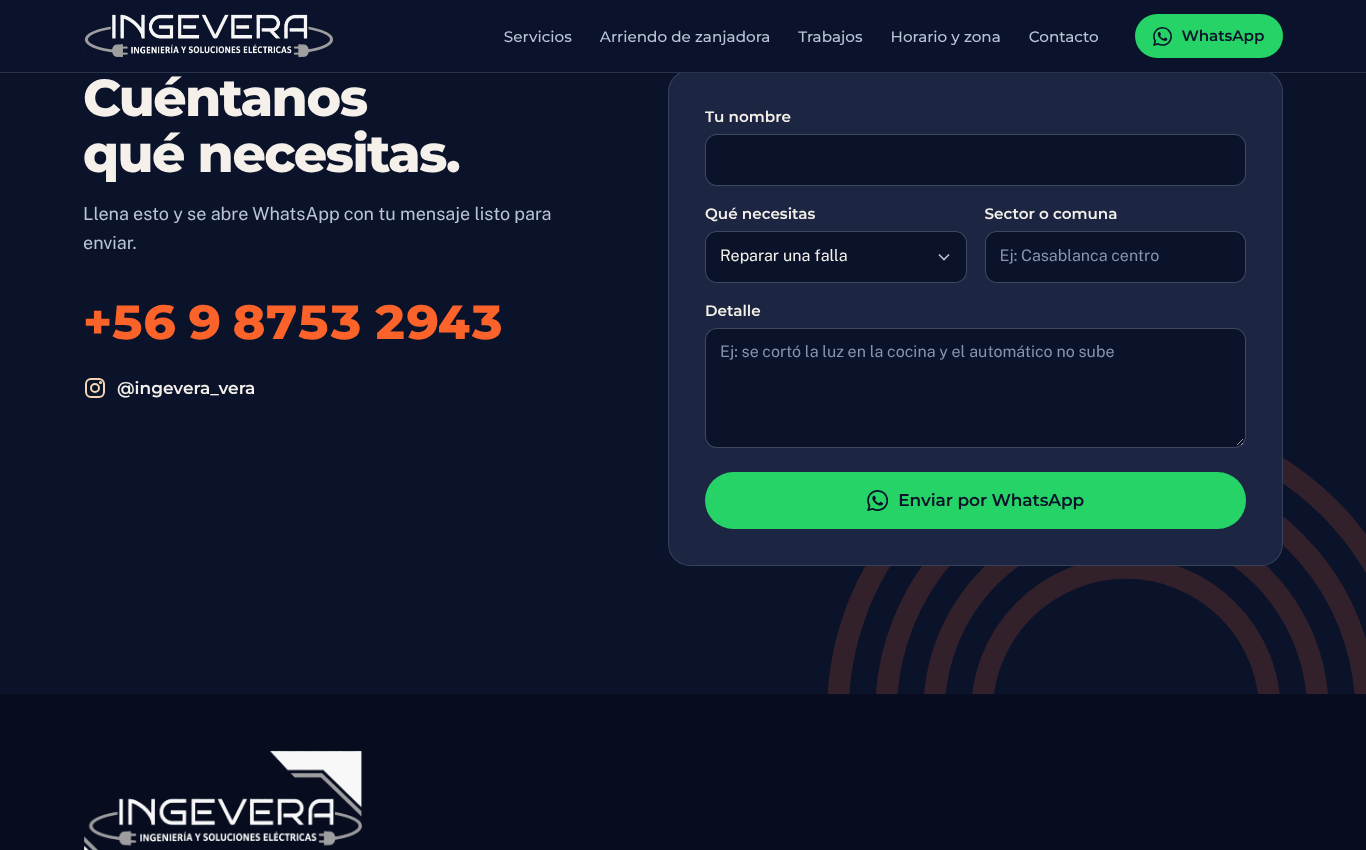 INGEVERA
INGENIERÍA Y SOLUCIONES ELÉCTRICAS
Servicios
Arriendo de zanjadora
Trabajos
Horario y zona
Contacto
WhatsApp
Cuéntanos
qué necesitas.
Llena esto y se abre WhatsApp con tu mensaje listo para
enviar.
+56 9 8753 2943
@ingevera_vera
Tu nombre
Qué necesitas
Sector o comuna
Reparar una falla
Ej: Casablanca centro
Detalle
Ej: se cortó la luz en la cocina y el automático no sube
Enviar por WhatsApp
INGEVERA
INGENIERÍA Y SOLUCIONES ELÉCTRICAS